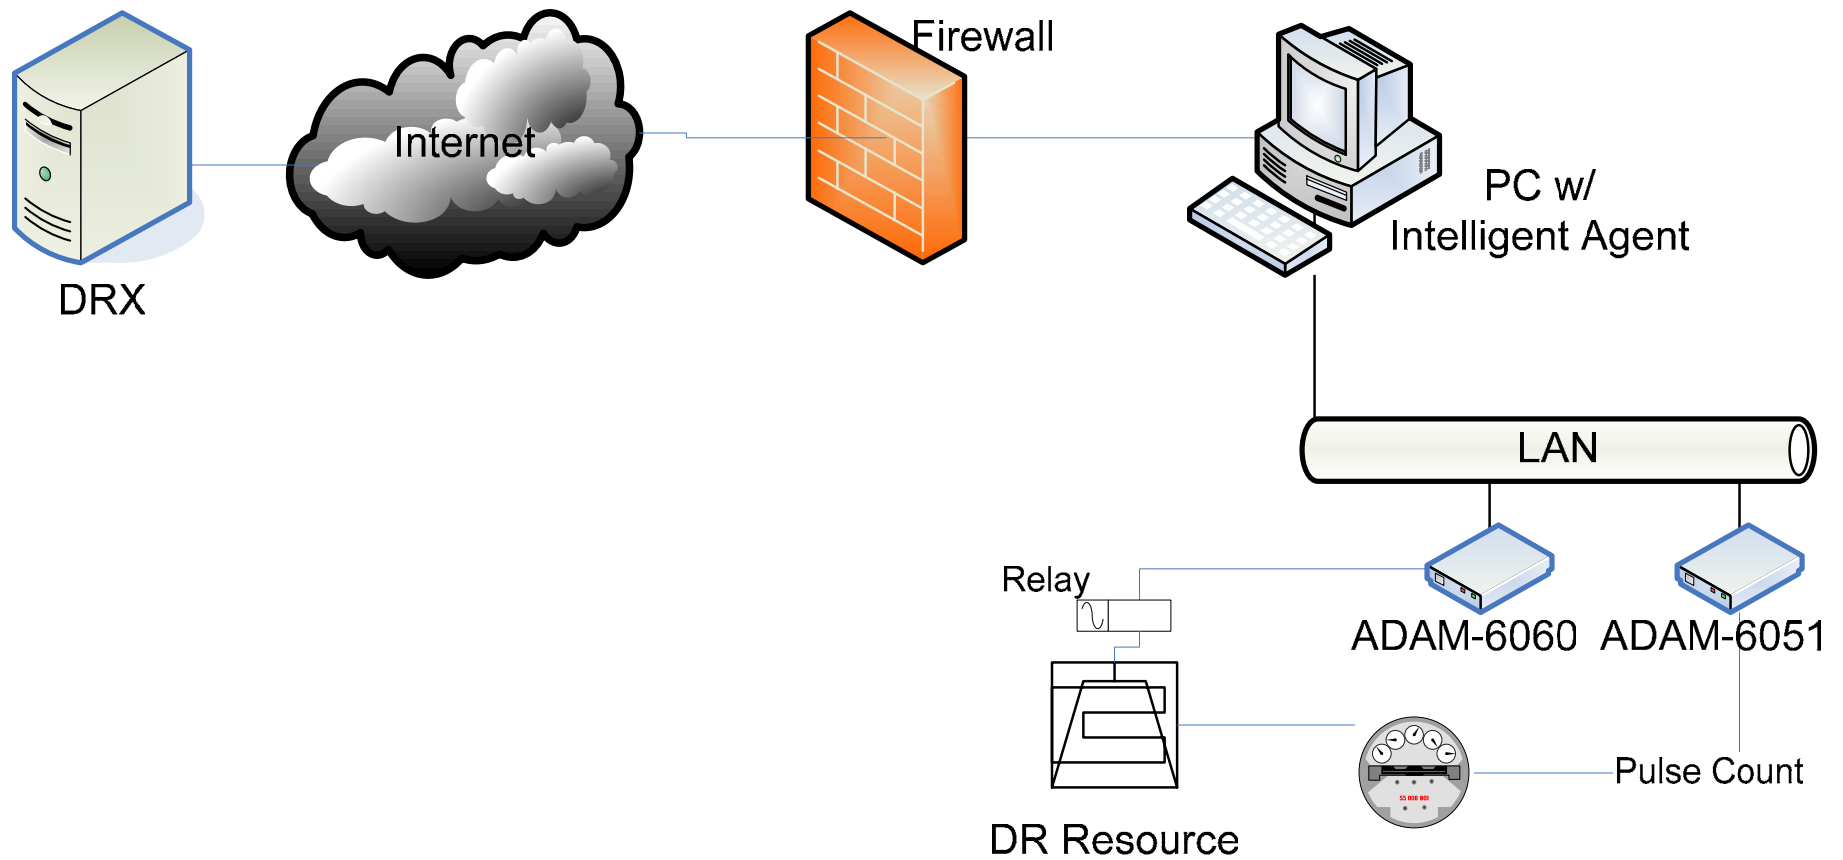 Firewall
Internet
PC w/
Intelligent Agent
DRX
LAN
Relay
ADAM-6060
ADAM-6051
Pulse Count
DR Resource